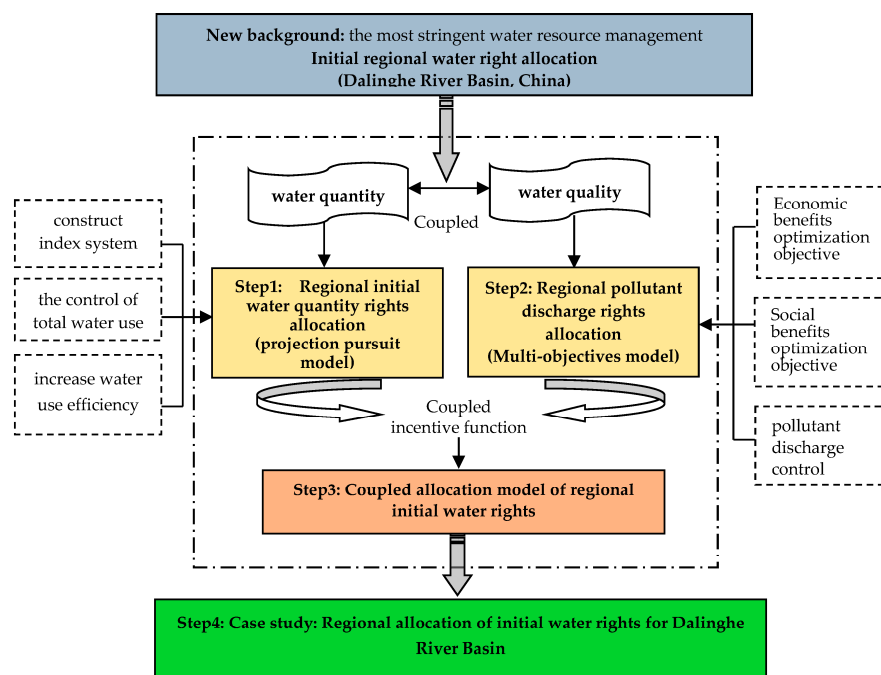 New background: the most stringent water resource management
Initial regional water right allocation
(Dalinghe River Basin, China)
water quantity
water quality
Coupled
construct
index system
the control of
total water use
increase water
use efficiency
Step1: Regional initial
water quantity rights
allocation
(projection pursuit
model)
Step2: Regional pollutant
discharge rights
allocation
(Multi-objectives model)
Economic
benefits
optimization
objective
Social
benefits
optimization
objective
pollutant
discharge
control
Coupled
incentive function
Step3: Coupled allocation model of regional
initial water rights
Step4: Case study: Regional allocation of initial water rights for Dalinghe
River Basin